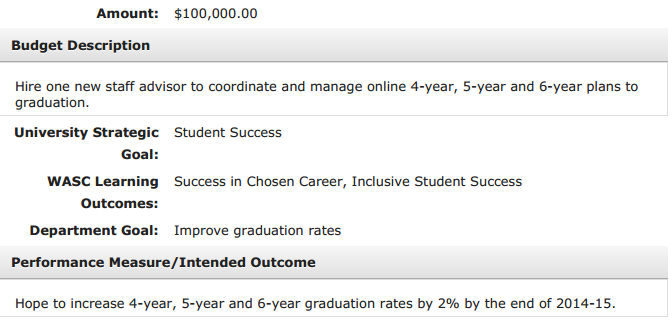 Amount: $100,000.00
Budget Description
Hire one new staff advisor to coordinate and manage online 4-year, 5-year and 6-year plans to
graduation.
University Strategic Student Success
Goal:
WASC Learning Success in Chosen Career, Inclusive Student Success
Outcomes:
Department Goal: Improve graduation rates
Performance Measure/Intended Outcome
Hope to increase 4-year, 5-year and 6-year graduation rates by 2% by the end of 2014-15.